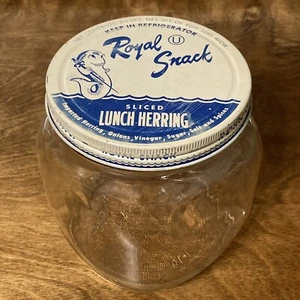 KEEP IN REFRIGERATOR
Royal
Snack
U
SLICED
LUNCH HERRING
Imported Herring, Onions, Vinegar, Sugar, Salt and Spices